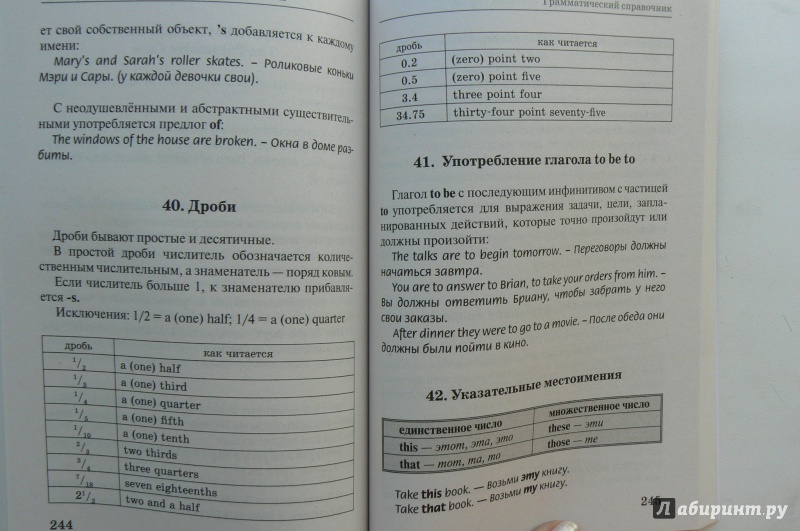 ет свой собственный объект, 's добавляется к каждому
имени:
Mary's and Sarah's roller skates. – Роликовые коньки
Мэри и Сары. (у каждой девочки свои).
С неодушевлёнными и абстрактными существитель-
ными употребляется предлог of:
The windows of the house are broken. – Окна в доме раз-
биты.
40. Дроби
Дроби бывают простые и десятичные.
В простой дроби числитель обозначается количе-
ственным числительным, а знаменатель — порядковым.
Если числитель больше 1, к знаменателю прибавля-
ется -s.
Исключения: 1/2 = a (one) half; 1/4 = a (one) quarter
дробь как читается
1/2 a (one) half
1/3 a (one) third
1/4 a (one) quarter
1/5 a (one) fifth
1/10 a (one) tenth
2/3 two thirds
3/4 three quarters
7/18 seven eighteenths
2 1/2 two and a half
244
Грамматический справочник
дробь как читается
0.2 (zero) point two
0.5 (zero) point five
3.4 three point four
34.75 thirty-four point seventy-five
41. Употребление глагола to be to
Глагол to be с последующим инфинитивом с частицей
to употребляется для выражения задачи, цели, запла-
нированных действий, которые точно произойдут или
должны произойти:
The talks are to begin tomorrow. – Переговоры должны
начаться завтра.
You are to answer to Brian, to take your orders from him. –
Вы должны ответить Бриану, чтобы забрать у него
свои заказы.
After dinner they were to go to a movie. – После обеда они
должны были пойти в кино.
42. Указательные местоимения
единственное число множественное число
this — этот, эта, это these — эти
that — тот, та, то those — те
Take this book. – Возьми эту книгу.
Take that book. – Возьми ту книгу.
245
Лабиринт.ру